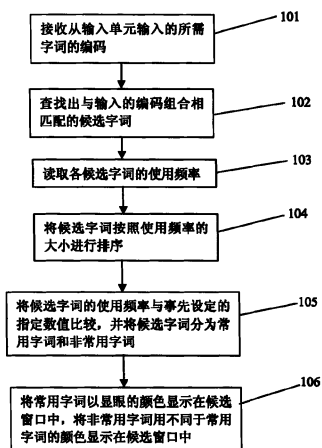 接收从输入单元输入的所需
字词的编码
101
查找出与输入的编码组合相
匹配的候选字词
102
读取各候选字词的使用频率
103
将候选字词按照使用频率的
大小进行排序
104
将候选字词的使用频率与事先设定的
指定数值比较，并将候选字词分为常
用字词和非常用字词
105
将常用字词以显眼的颜色显示在候选
窗口中，将非常用字词用不同于常用
字词的颜色显示在候选窗口中
106